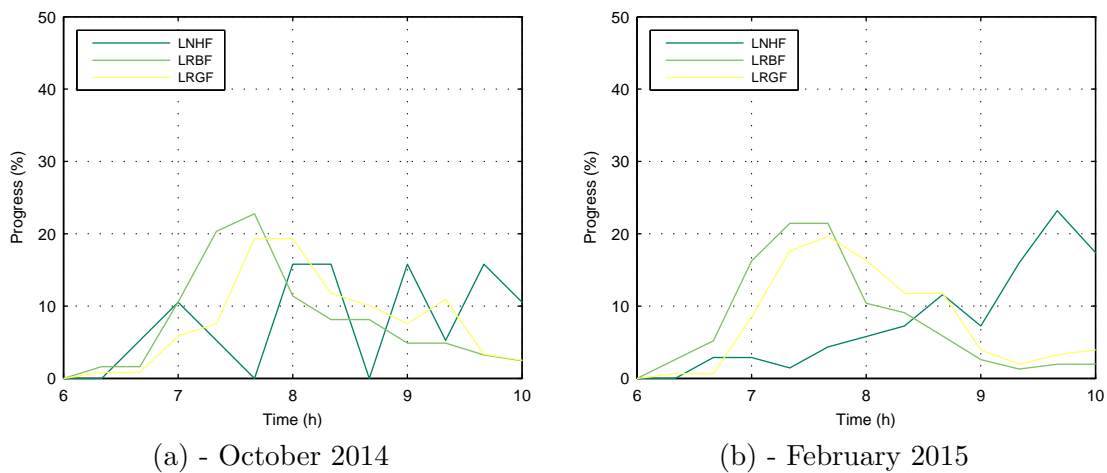 50
40
30
20
10
0
Progress (%)
LNHF
LRBF
LRGF
6 7 8 9 10
Time (h)
(a) - October 2014
50
40
30
20
10
0
Progress (%)
LNHF
LRBF
LRGF
6 7 8 9 10
Time (h)
(b) - February 2015